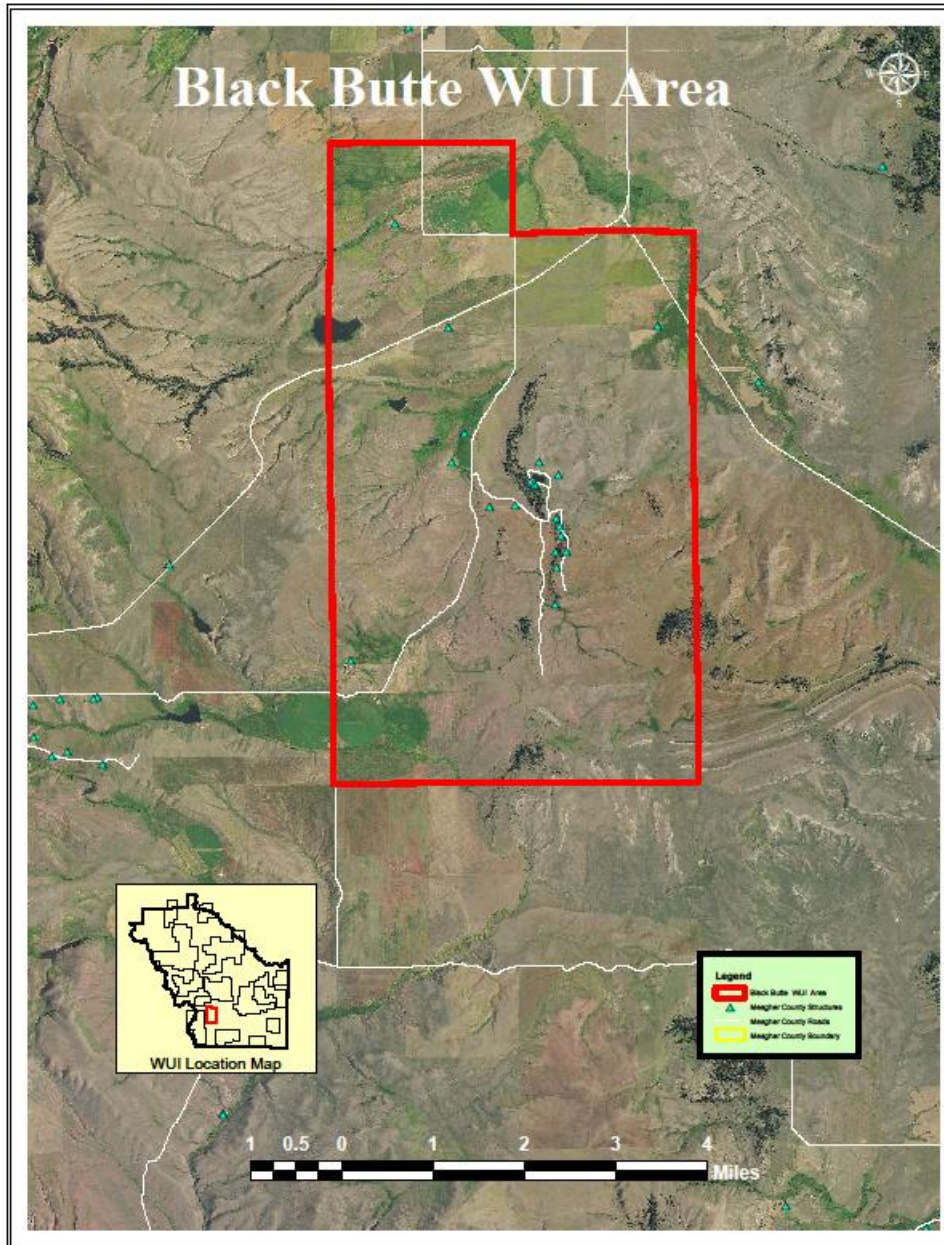 Black Butte WUI Area
W E
S
WUI Location Map
Legend
Black Butte WUI Area
Meagher County Structures
Meagher County Roads
Meagher County Boundary
1 0.5 0 1 2 3 4
Miles